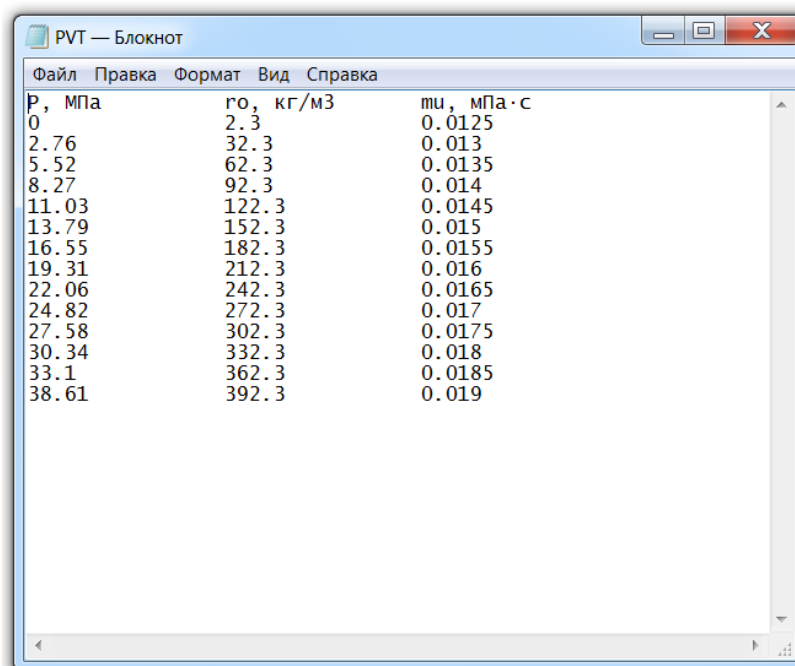 PVT — Блокнот
Файл Правка Формат Вид Справка
P, МПа ro, кг/м3 mu, мПа·с
0 2.3 0.0125
2.76 32.3 0.013
5.52 62.3 0.0135
8.27 92.3 0.014
11.03 122.3 0.0145
13.79 152.3 0.015
16.55 182.3 0.0155
19.31 212.3 0.016
22.06 242.3 0.0165
24.82 272.3 0.017
27.58 302.3 0.0175
30.34 332.3 0.018
33.1 362.3 0.0185
38.61 392.3 0.019